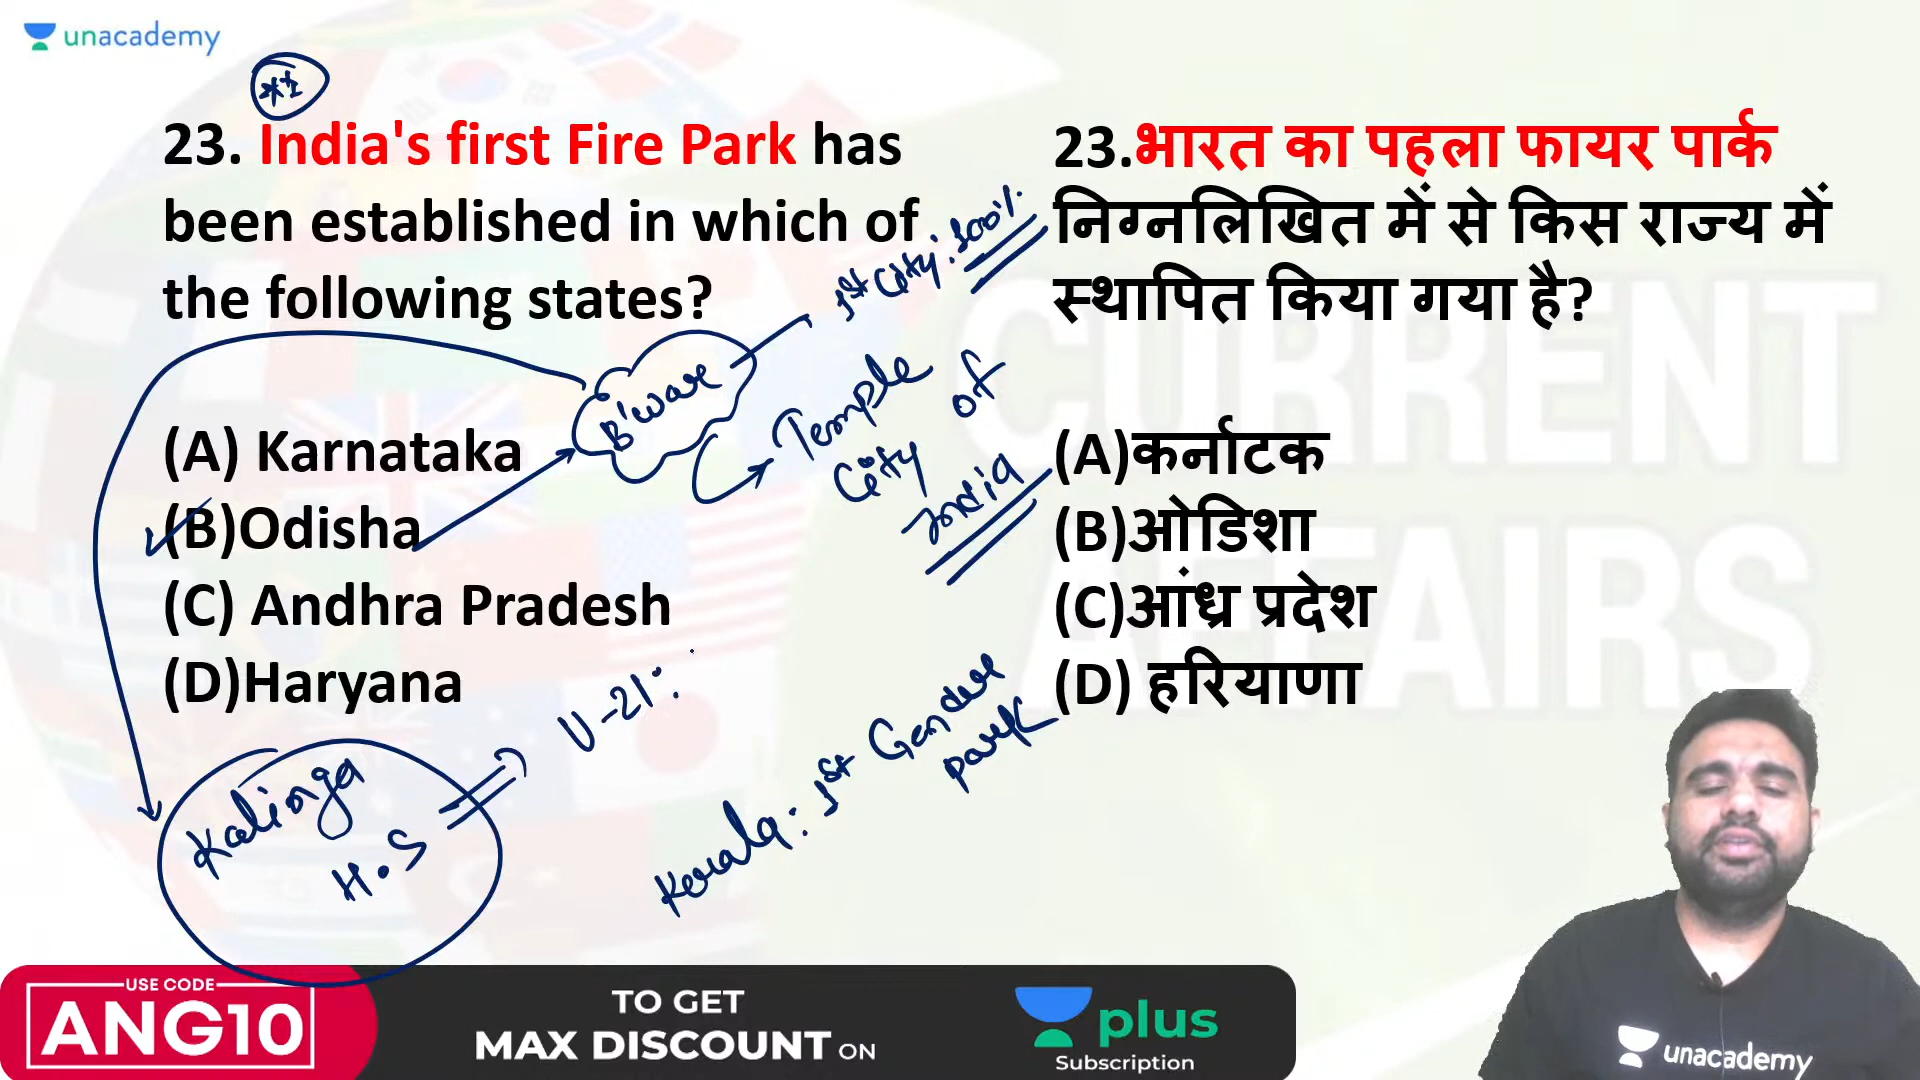 unacademy
**
23. India's first Fire Park has
been established in which of
the following states?
(A) Karnataka
(B)Odisha
(C) Andhra Pradesh
(D)Haryana
B'war
1st City: 100%
Temple
City of
India
Kalinga
H.S
U-21:
Kerala: 1st Gender
park
23.भारत का पहला फायर पार्क
निग्नलिखित में से किस राज्य में
स्थापित किया गया है?
(A)कर्नाटक
(B)ओडिशा
(C)आंध्र प्रदेश
(D) हरियाणा
CURRENT
AFFAIRS
USE CODE
ANG10
TO GET
MAX DISCOUNT ON
plus
Subscription
unacademy